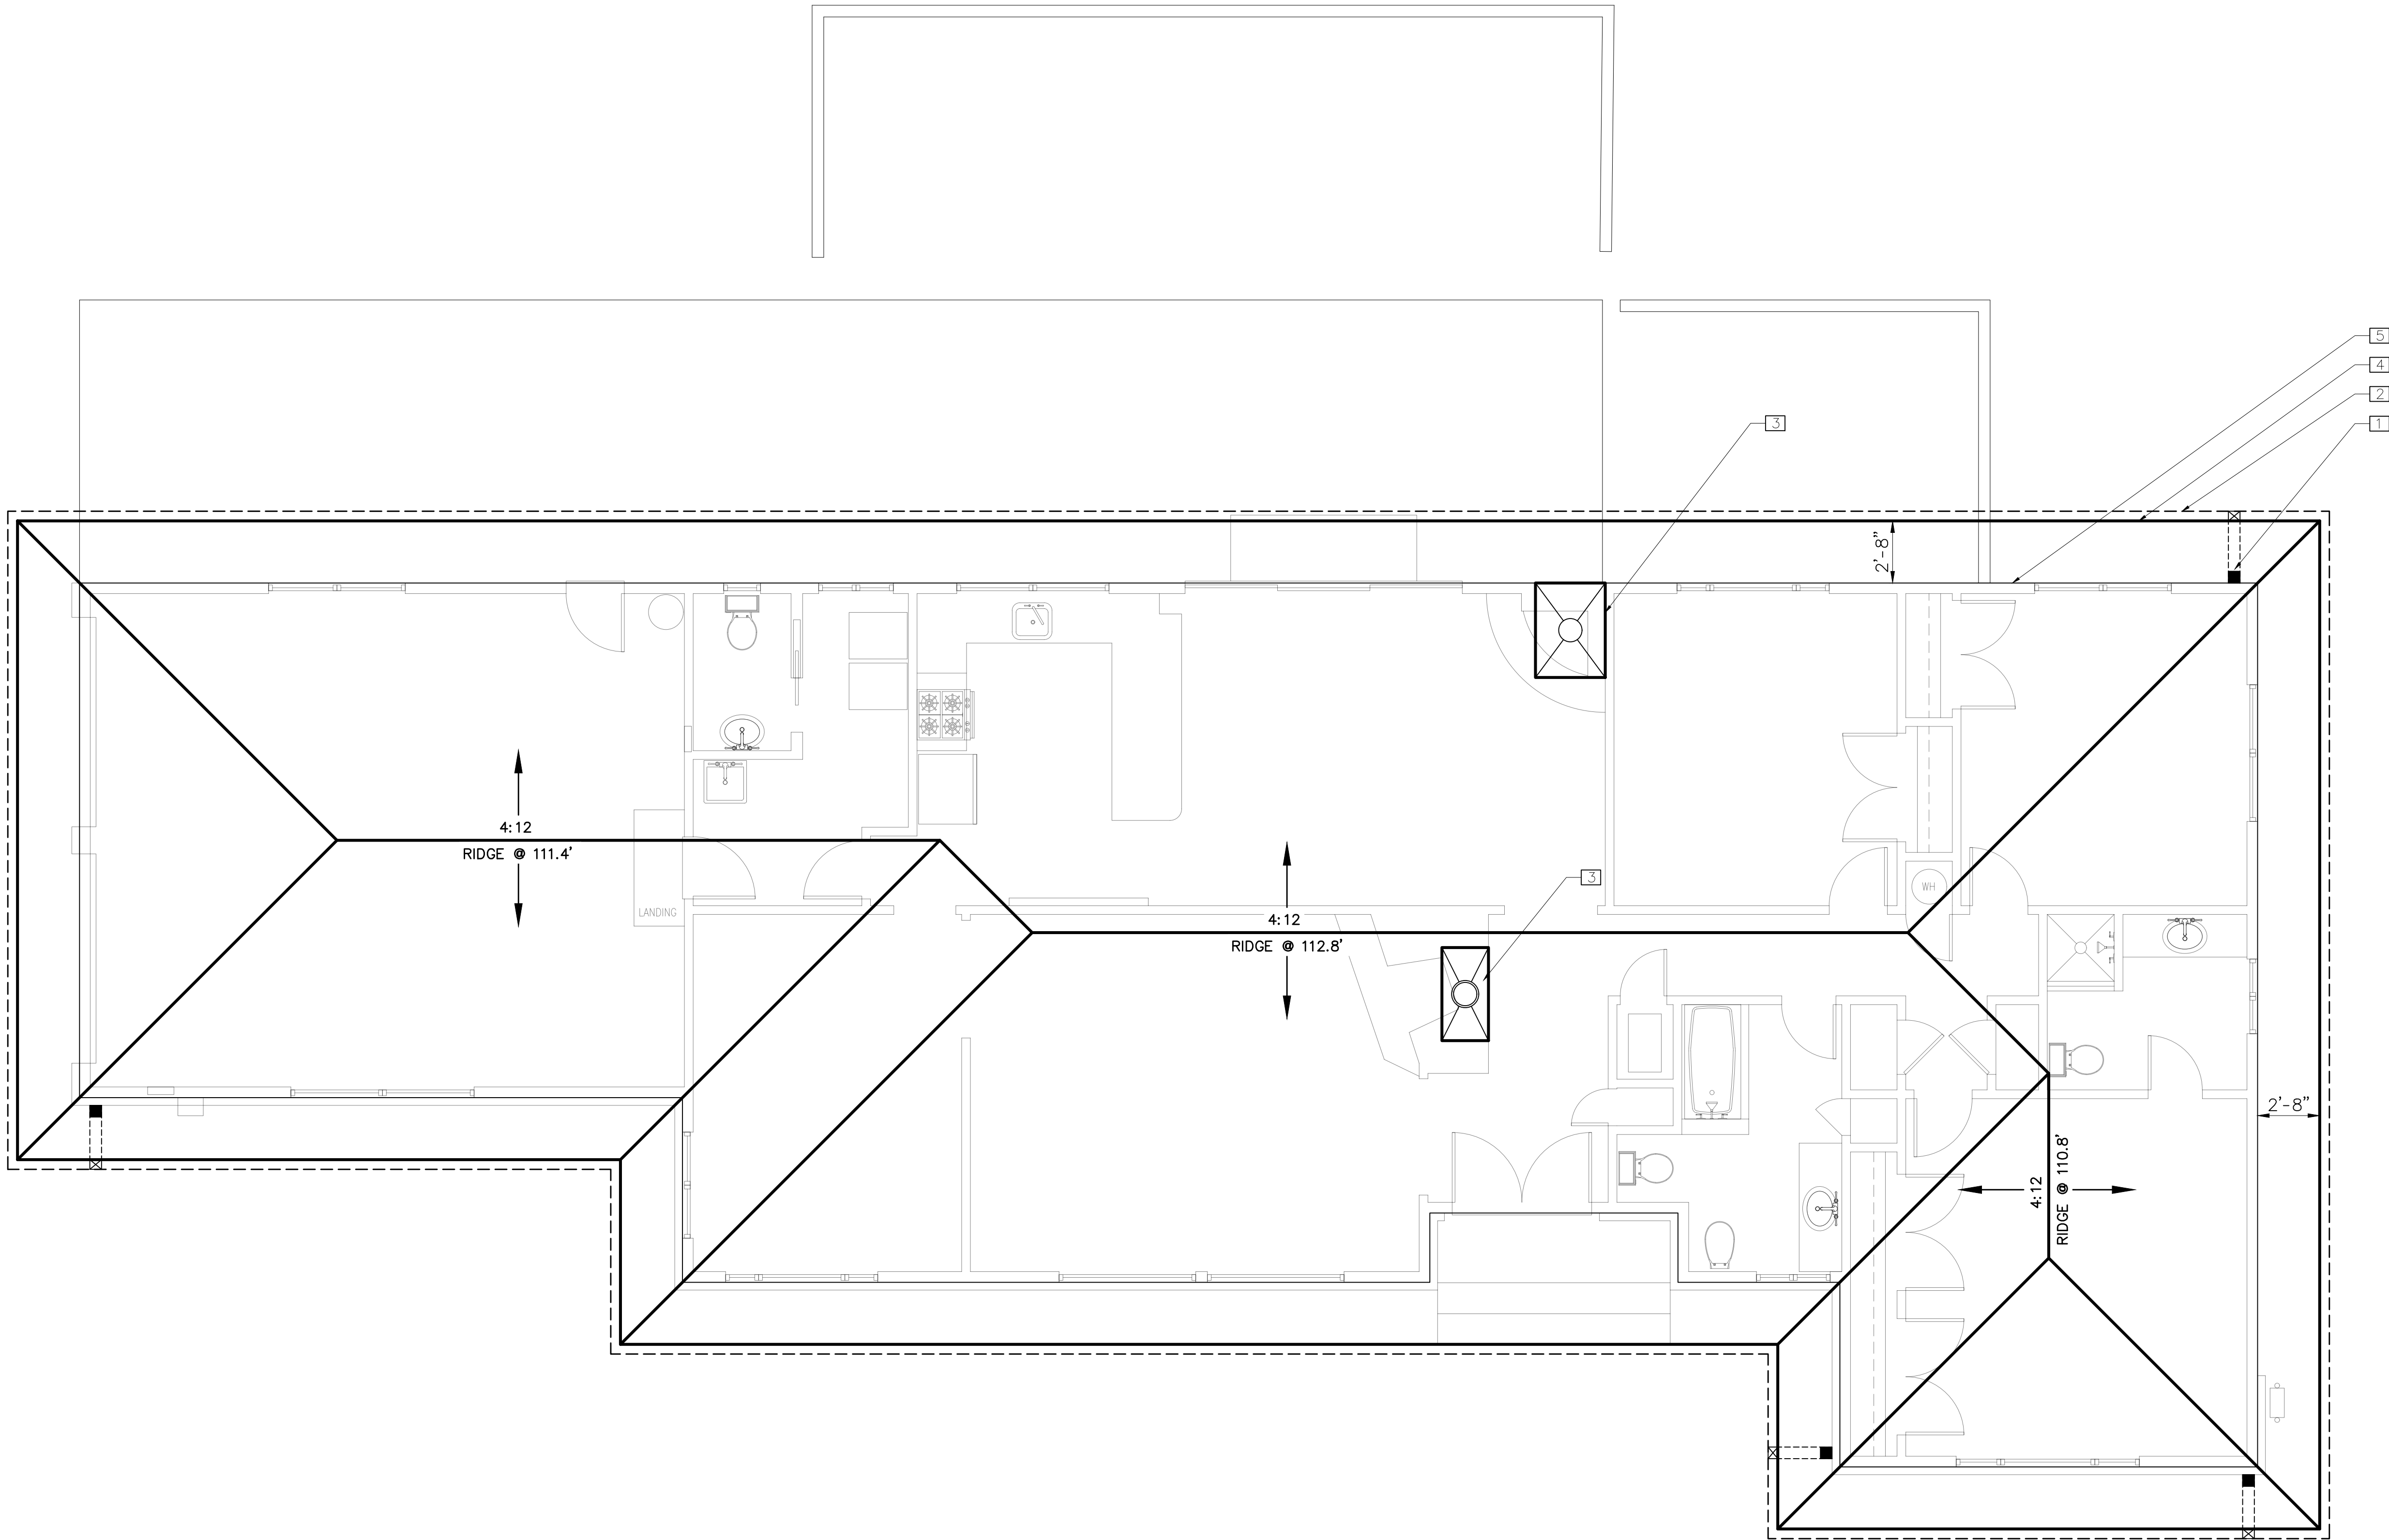 5
4
2
1
3
2'-8"
4:12
RIDGE @ 111.4'
LANDING
3
WH
4:12
RIDGE @ 112.8'
2'-8"
4:12
RIDGE @ 110.8'